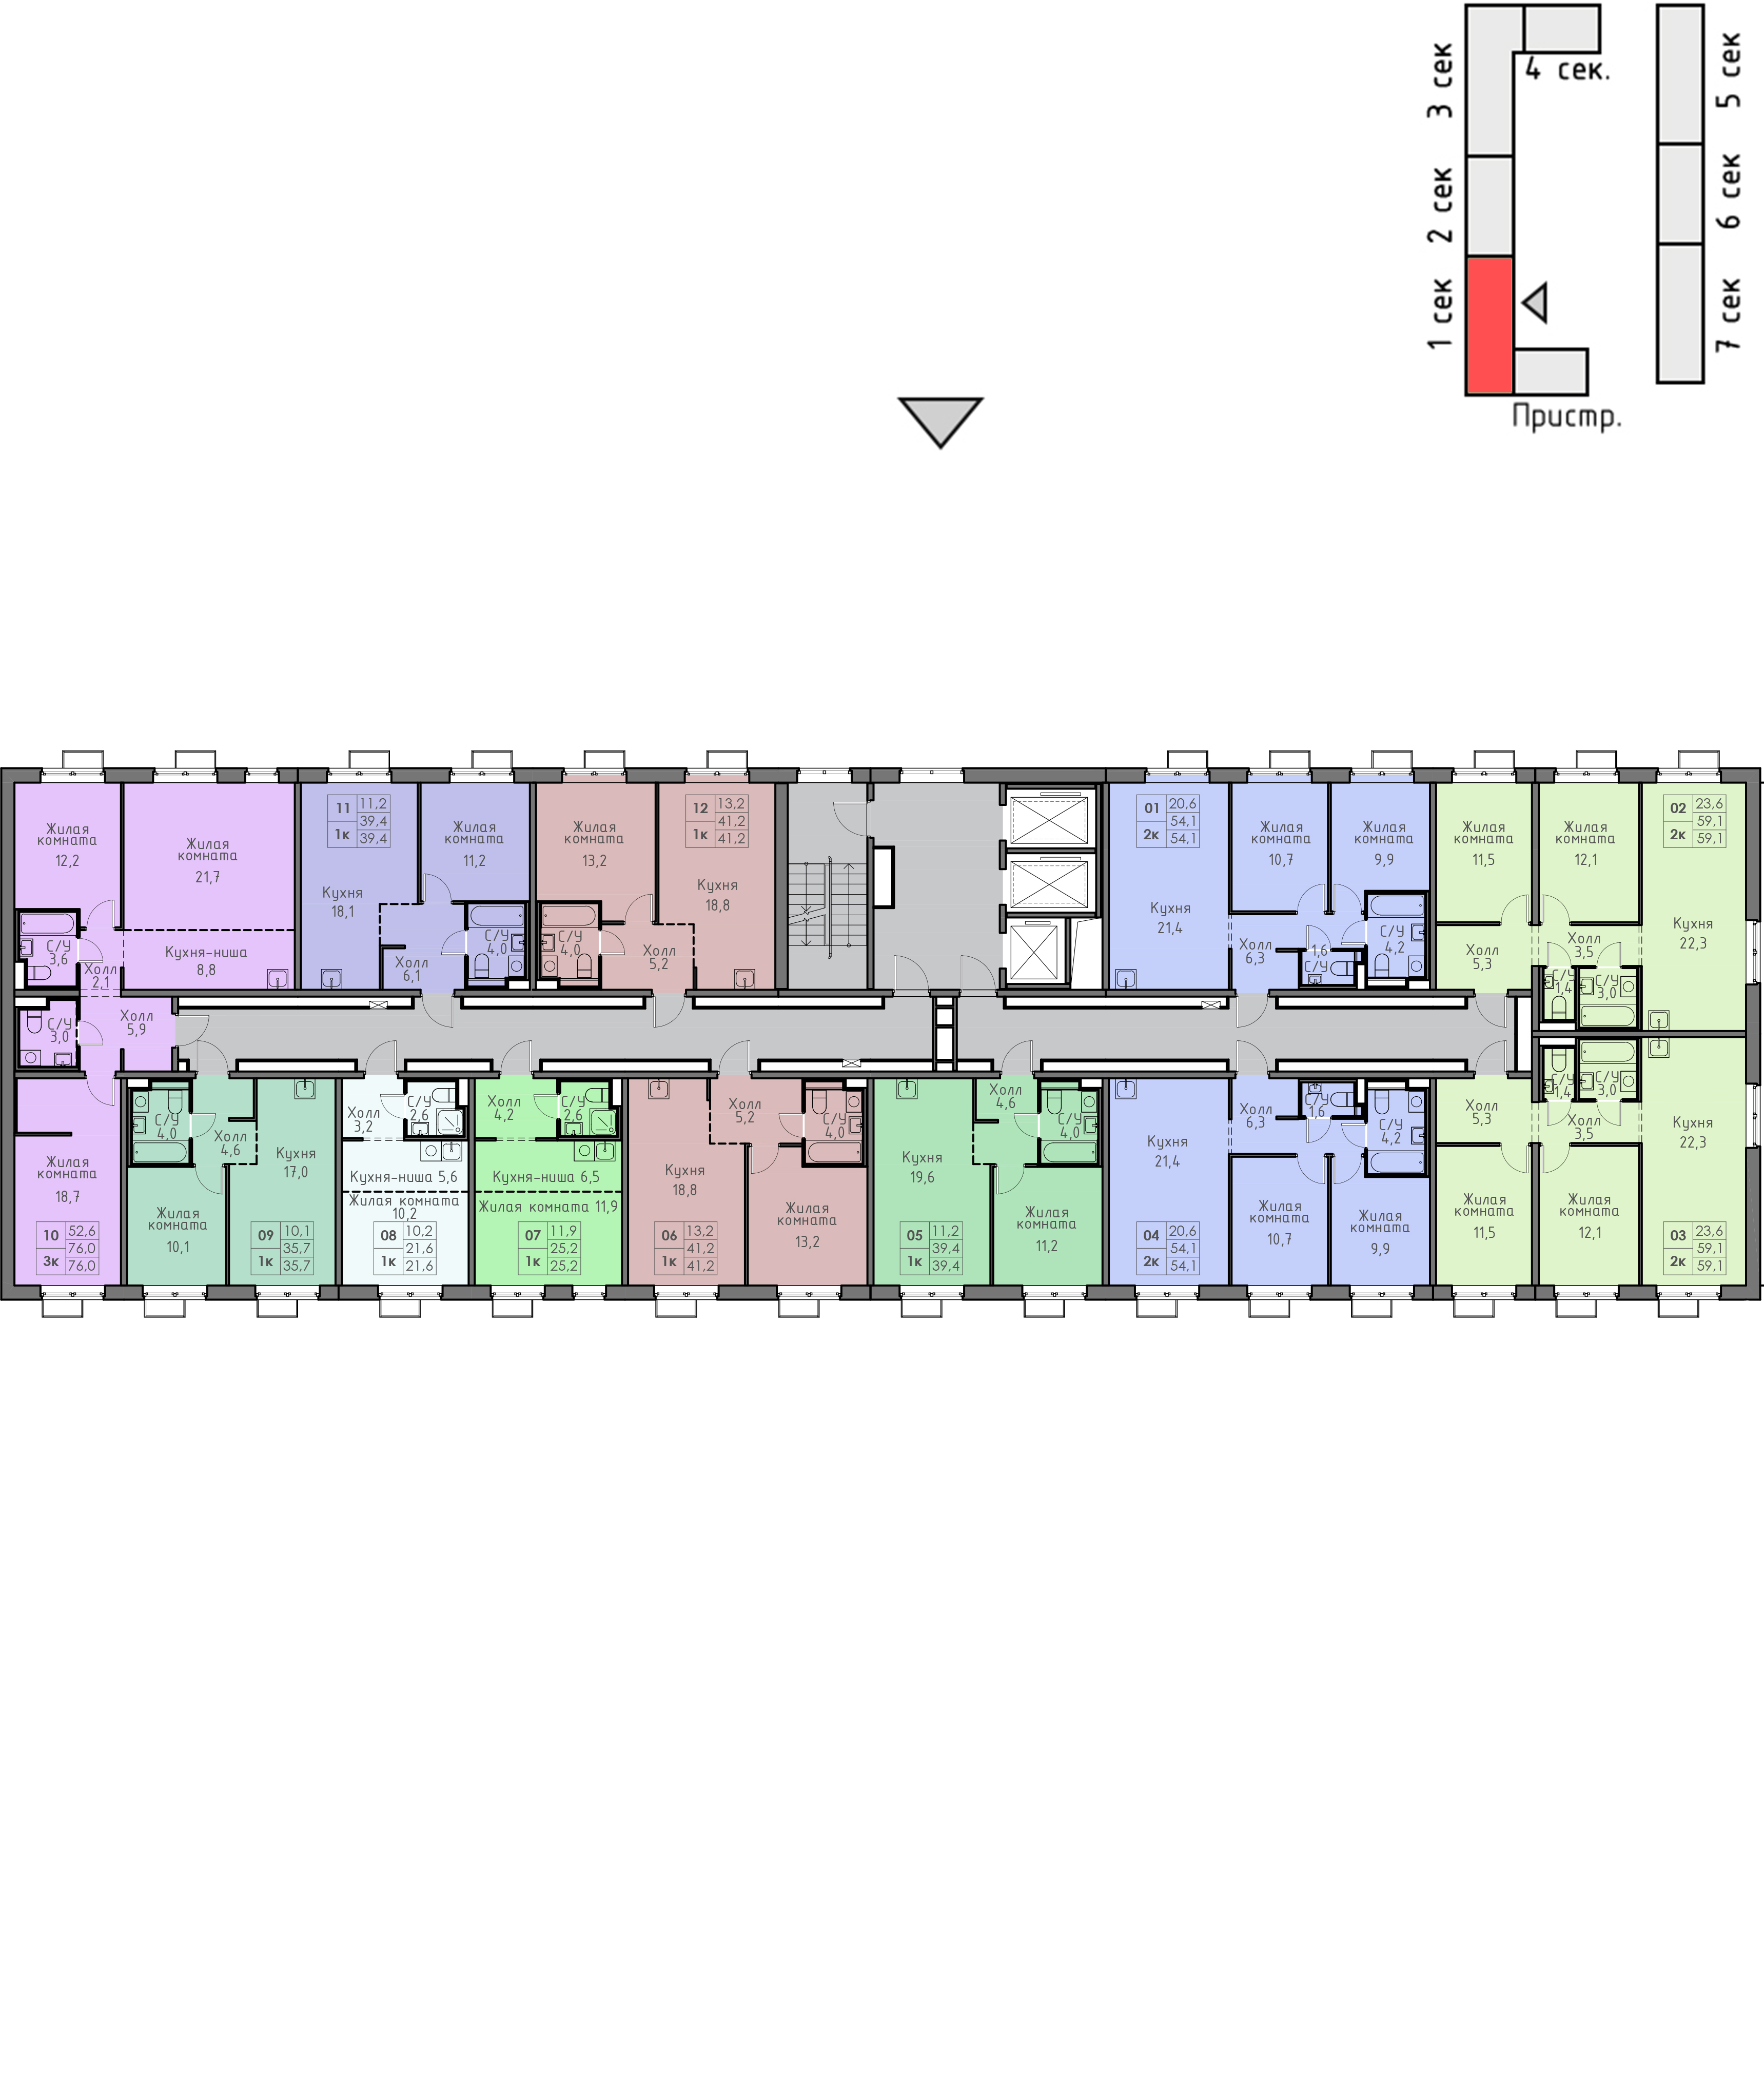 3 сек
4 сек.
5 сек
2 сек
6 сек
1 сек
7 сек
Пристр.
Жилая
комната
12,2
Жилая
комната
21,7
11
1к
11,2
39,4
39,4
Жилая
комната
11,2
Кухня
18,1
Жилая
комната
13,2
12
1к
13,2
41,2
41,2
Кухня
18,8
01
2к
20,6
54,1
54,1
Кухня
21,4
Жилая
комната
10,7
Жилая
комната
9,9
Жилая
комната
11,5
Жилая
комната
12,1
02
2к
23,6
59,1
59,1
Кухня
22,3
С/У
3,6
Кухня-ниша
8,8
Холл
2,1
Холл
6,1
С/У
4,0
С/У
4,0
Холл
5,2
Холл
6,3
1,6
С/У
С/У
4,2
Холл
5,3
Холл
3,5
С/У
1,4
С/У
3,0
С/У
3,0
Холл
5,9
Жилая
комната
18,7
10
3к
52,6
76,0
76,0
С/У
4,0
Холл
4,6
Жилая
комната
10,1
Кухня
17,0
09
1к
10,1
35,7
35,7
Холл
3,2
С/У
2,6
Кухня-ниша 5,6
Жилая комната
10,2
08
1к
10,2
21,6
21,6
Холл
4,2
С/У
2,6
Кухня-ниша 6,5
Жилая комната 11,9
07
1к
11,9
25,2
25,2
Холл
5,2
С/У
4,0
Кухня
18,8
06
1к
13,2
41,2
41,2
Жилая
комната
13,2
Холл
4,6
С/У
4,0
Кухня
19,6
05
1к
11,2
39,4
39,4
Жилая
комната
11,2
Холл
6,3
С/У
1,6
С/У
4,2
Кухня
21,4
04
2к
20,6
54,1
54,1
Жилая
комната
10,7
Жилая
комната
9,9
Холл
5,3
С/У
1,4
С/У
3,0
Холл
3,5
Кухня
22,3
Жилая
комната
11,5
Жилая
комната
12,1
03
2к
23,6
59,1
59,1